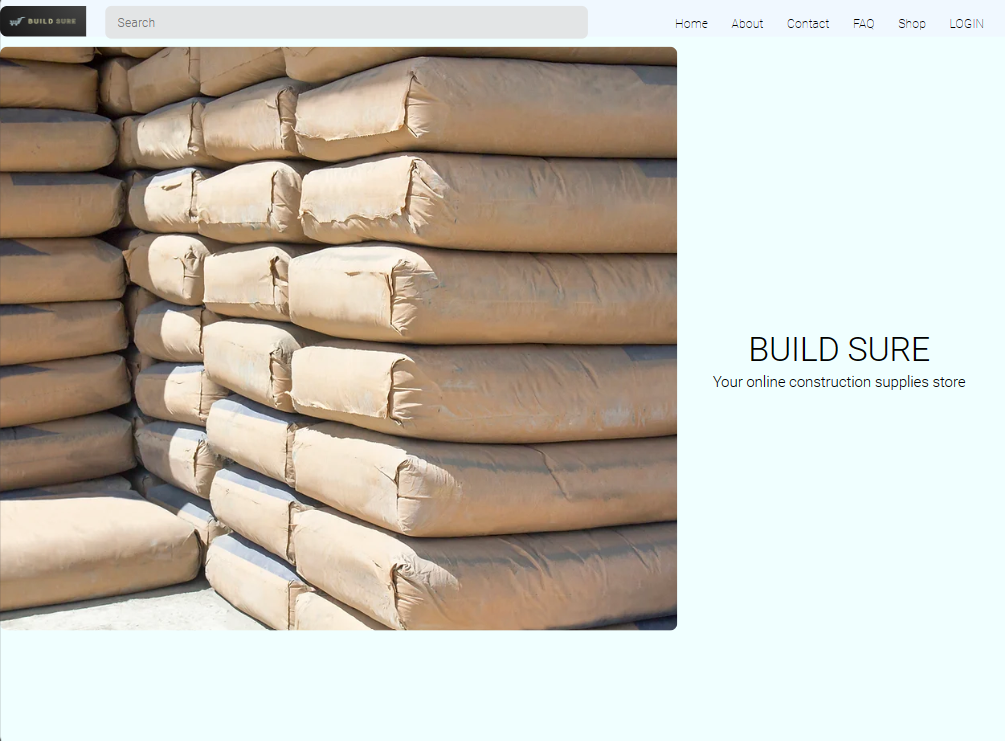 BUILD SURE
Search
Home About Contact FAQ Shop LOGIN
BUILD SURE
Your online construction supplies store